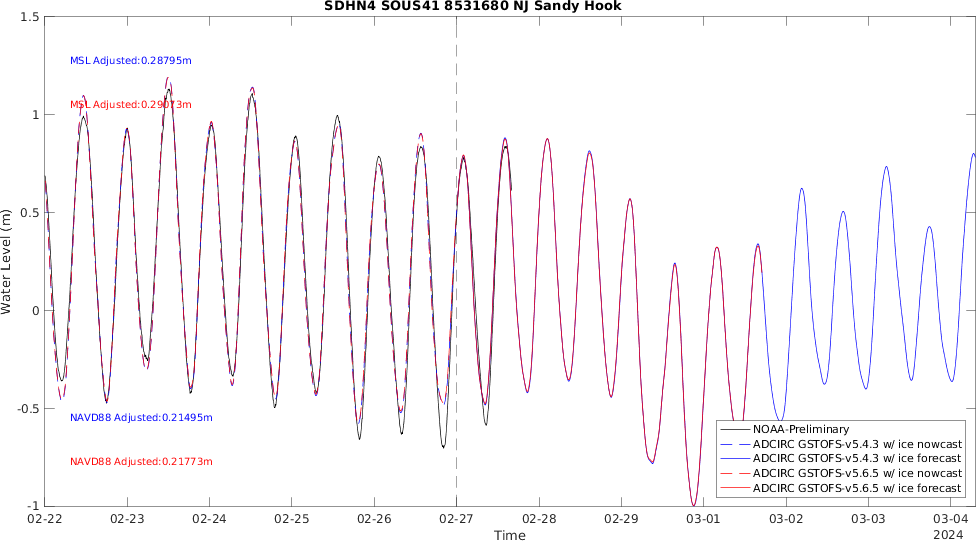 SDHN4 SOUS41 8531680 NJ Sandy Hook
1.5
MSL Adjusted:0.28795m
MSL Adjusted:0.29073m
1
0.5
Water Level (m)
0
-0.5
NAVD88 Adjusted:0.21495m
NAVD88 Adjusted:0.21773m
NOAA-Preliminary
ADCIRC GSTOFS-v5.4.3 w/ ice nowcast
ADCIRC GSTOFS-v5.4.3 w/ ice forecast
ADCIRC GSTOFS-v5.6.5 w/ ice nowcast
ADCIRC GSTOFS-v5.6.5 w/ ice forecast
-1
02-22 02-23 02-24 02-25 02-26 02-27 02-28 02-29 03-01 03-02 03-03 03-04
Time
2024